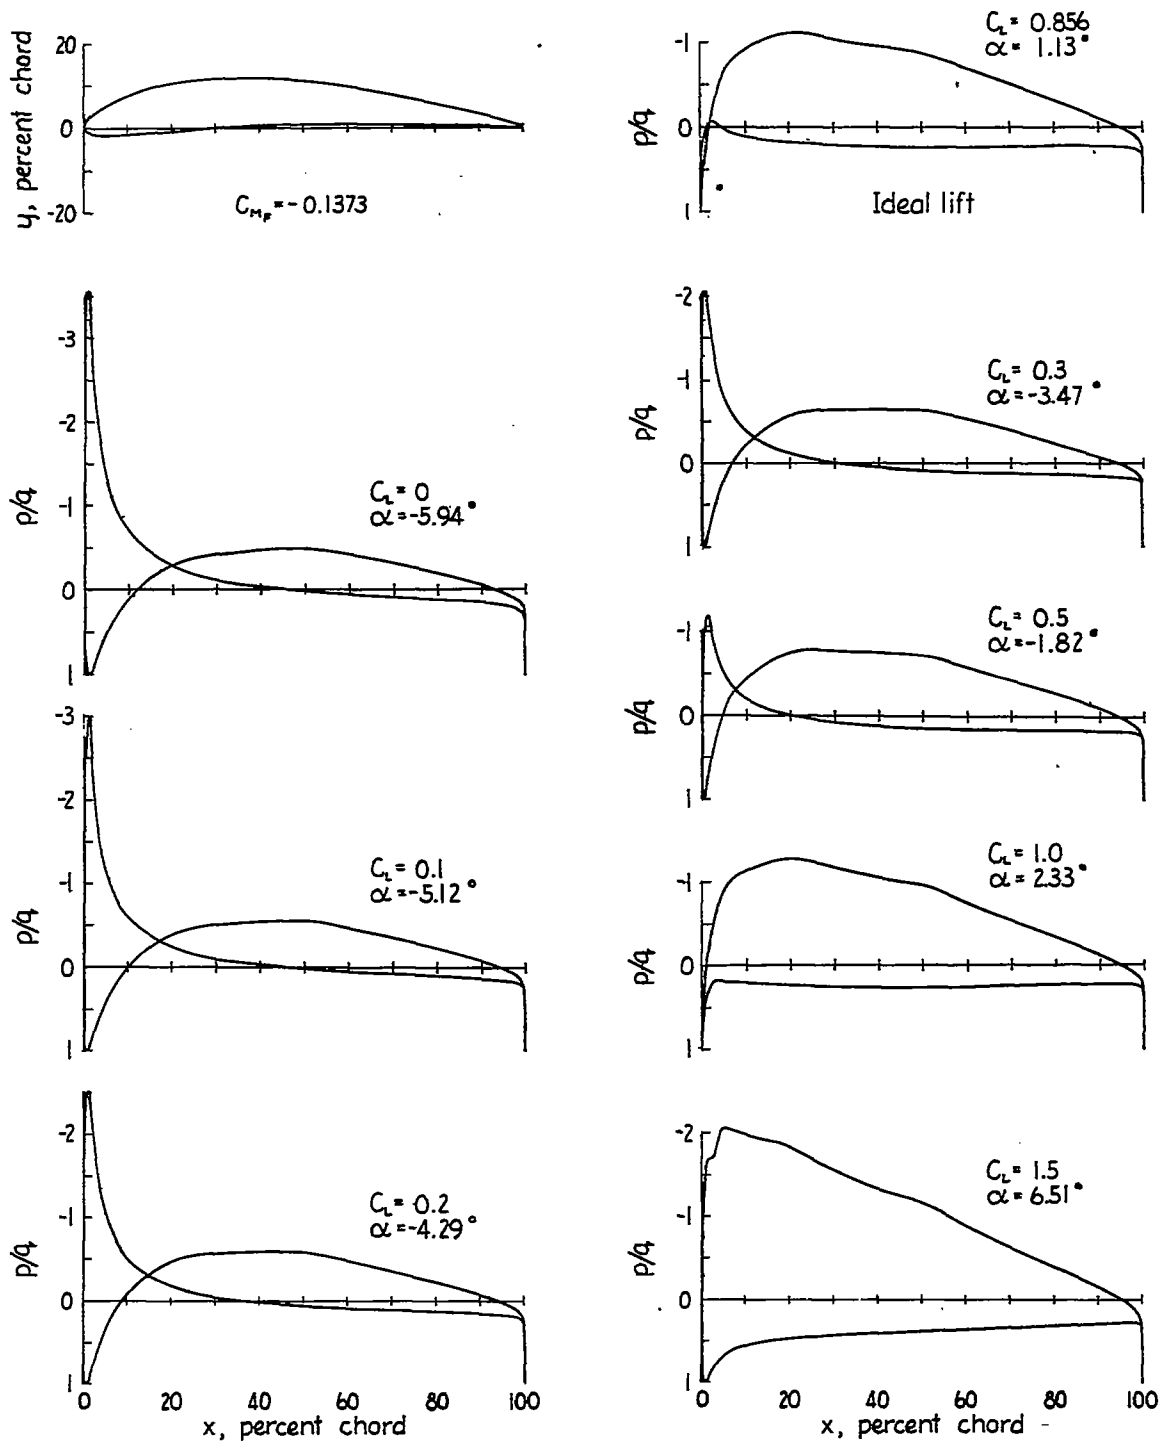 y, percent chord
20
0
-20
C_MF = -0.1373
p/q
-1
0
1
C_L = 0.856
α = 1.13°
Ideal lift
p/q
-3
-2
-1
0
1
C_L = 0
α = -5.94°
p/q
-2
-1
0
1
C_L = 0.3
α = -3.47°
p/q
-1
0
1
C_L = 0.5
α = -1.82°
p/q
-3
-2
-1
0
1
C_L = 0.1
α = -5.12°
p/q
-1
0
1
C_L = 1.0
α = 2.33°
p/q
-2
-1
0
1
C_L = 0.2
α = -4.29°
0 20 40 60 80 100
x, percent chord
p/q
-2
-1
0
1
C_L = 1.5
α = 6.51°
0 20 40 60 80 100
x, percent chord